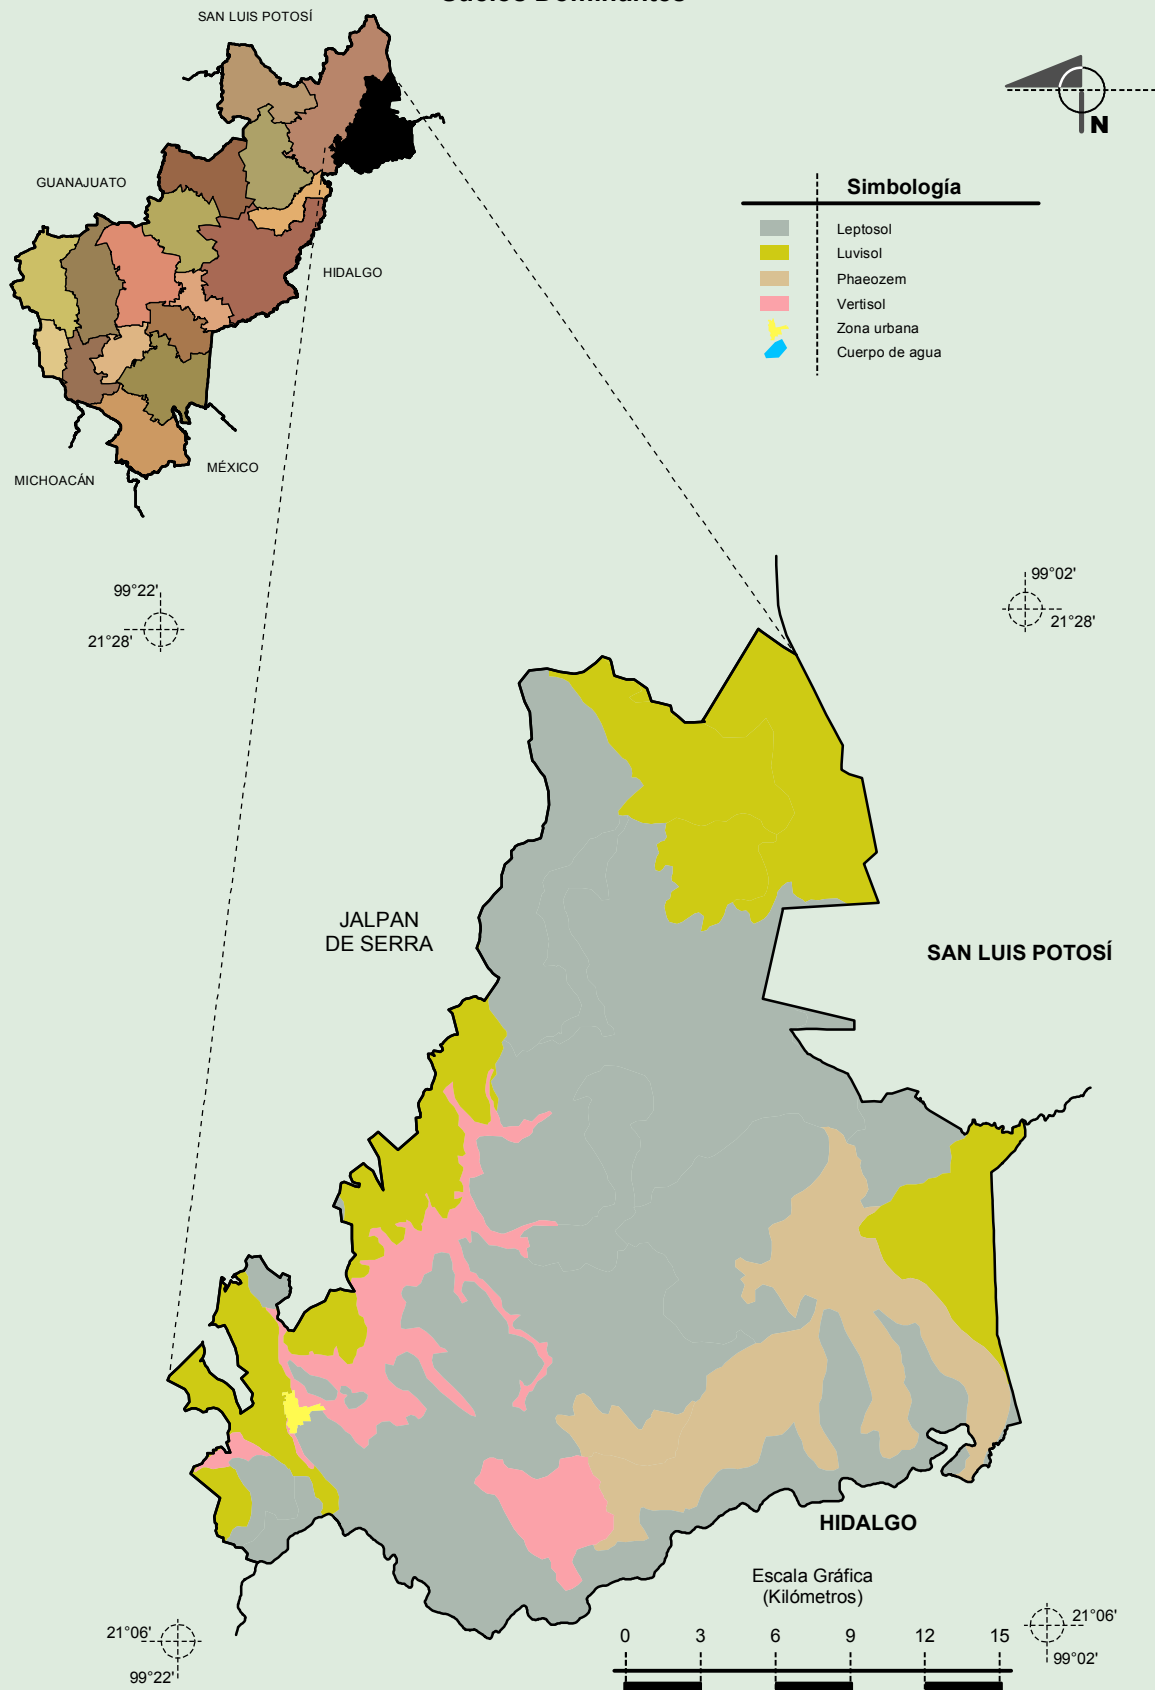 Suelos Dominantes
SAN LUIS POTOSÍ
N
GUANAJUATO
Simbología
Leptosol
Luvisol
Phaeozem
Vertisol
Zona urbana
Cuerpo de agua
HIDALGO
MICHOACÁN
MÉXICO
99°22'
21°28'
99°02'
21°28'
JALPAN
DE SERRA
SAN LUIS POTOSÍ
HIDALGO
Escala Gráfica
(Kilómetros)
0 3 6 9 12 15
21°06'
99°22'
21°06'
99°02'